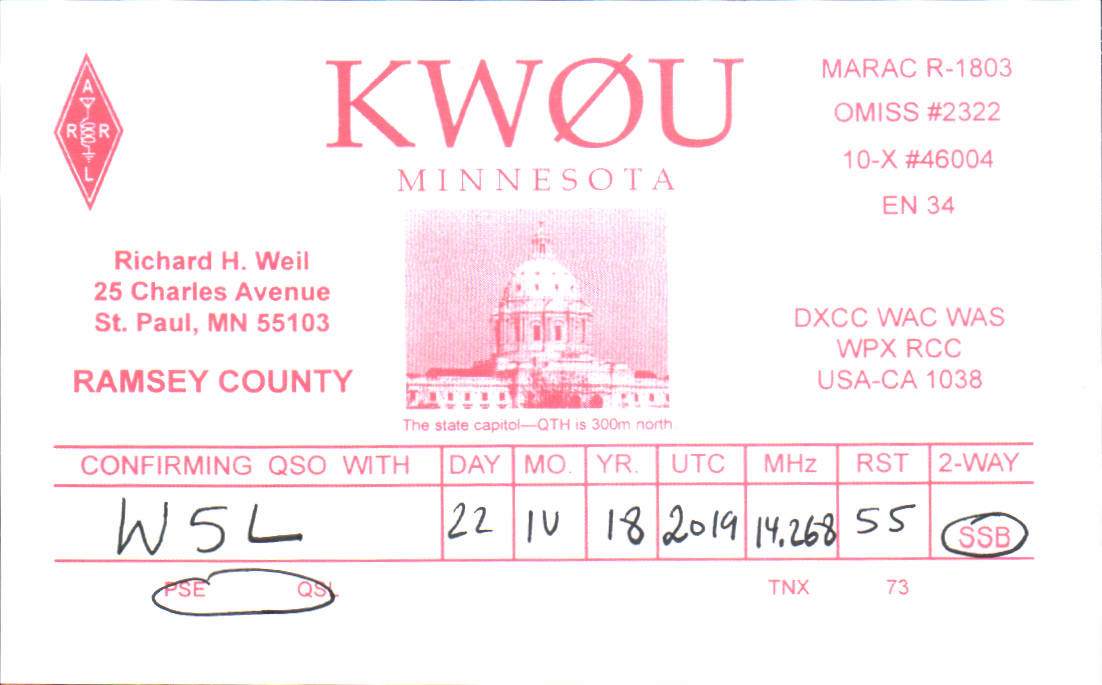 A
R R
L
KWØU
MINNESOTA
MARAC R-1803
OMISS #2322
10-X #46004
EN 34
Richard H. Weil
25 Charles Avenue
St. Paul, MN 55103
RAMSEY COUNTY
DXCC WAC WAS
WPX RCC
USA-CA 1038
The state capitol—QTH is 300m north
CONFIRMING QSO WITH DAY MO. YR. UTC MHz RST 2-WAY
W5L 22 IV 18 2019 14.268 55 SSB
PSE QSL TNX 73